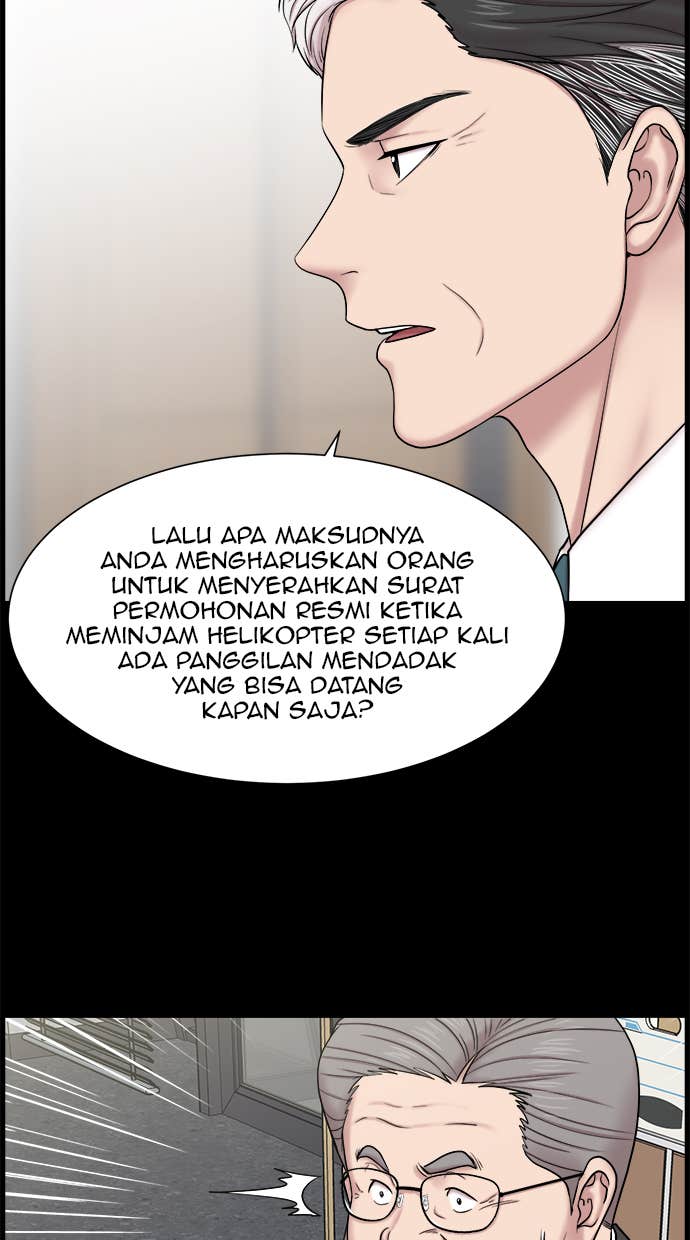 LALU APA MAKSUDNYA
ANDA MENGHARUSKAN ORANG
UNTUK MENYERAHKAN SURAT
PERMOHONAN RESMI KETIKA
MEMINJAM HELIKOPTER SETIAP KALI
ADA PANGGILAN MENDADAK
YANG BISA DATANG
KAPAN SAJA?